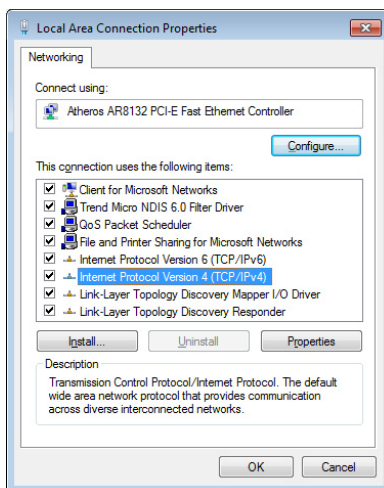 Local Area Connection Properties
Networking
Connect using:
Atheros AR8132 PCI-E Fast Ethernet Controller
Configure...
This connection uses the following items:
Client for Microsoft Networks
Trend Micro NDIS 6.0 Filter Driver
QoS Packet Scheduler
File and Printer Sharing for Microsoft Networks
Internet Protocol Version 6 (TCP/IPv6)
Internet Protocol Version 4 (TCP/IPv4)
Link-Layer Topology Discovery Mapper I/O Driver
Link-Layer Topology Discovery Responder
Install... Uninstall Properties
Description
Transmission Control Protocol/Internet Protocol. The default
wide area network protocol that provides communication
across diverse interconnected networks.
OK Cancel